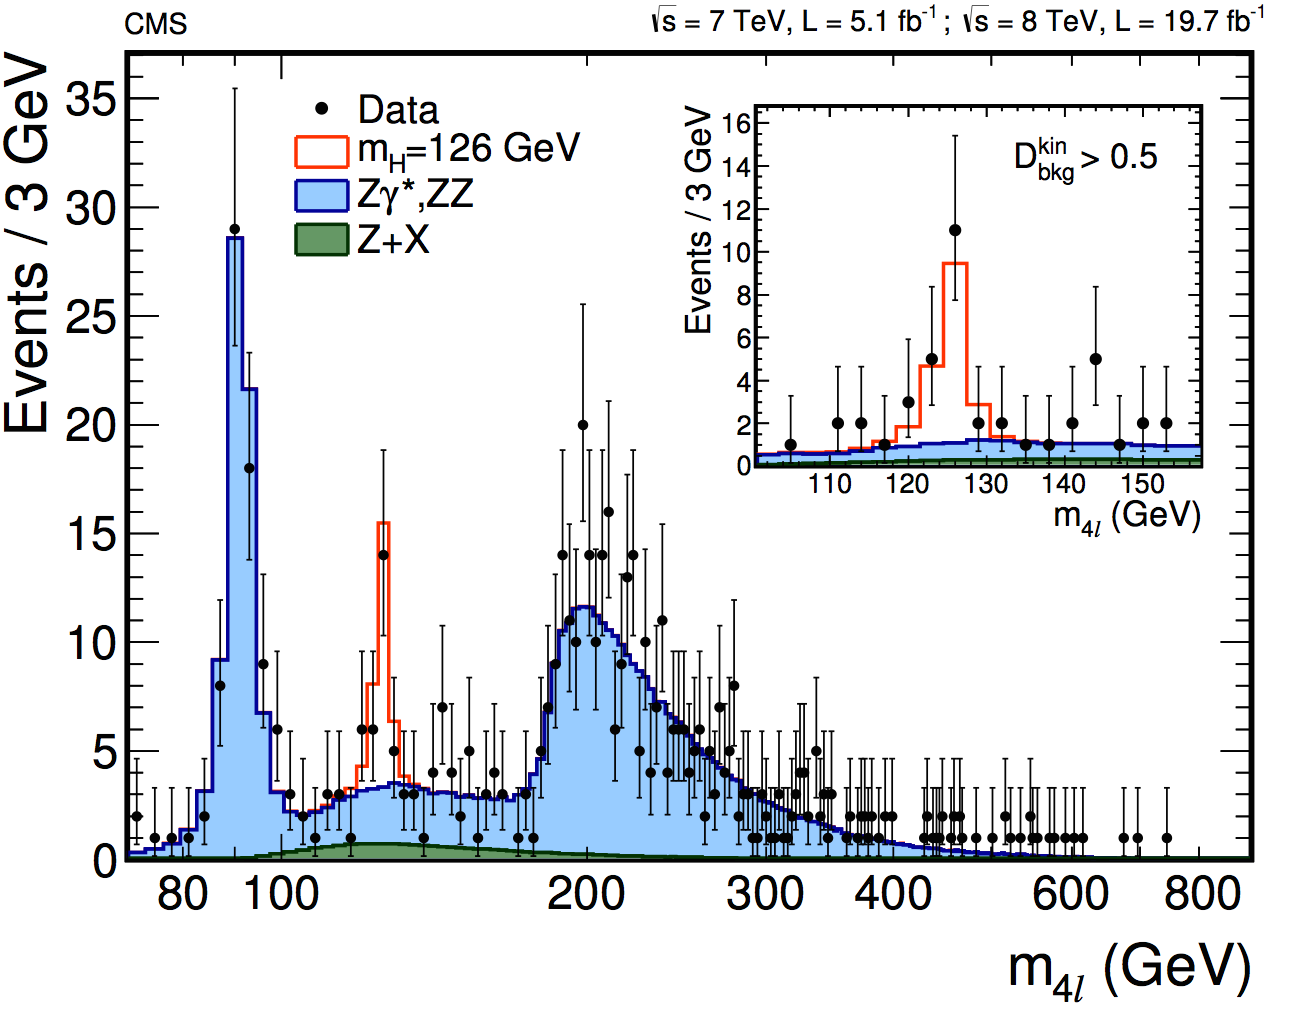 CMS
√s = 7 TeV, L = 5.1 fb⁻¹ ; √s = 8 TeV, L = 19.7 fb⁻¹
Events / 3 GeV
35
30
25
20
15
10
5
0
Data
m_H=126 GeV
Zγ*,ZZ
Z+X
80 100 200 300 400 600 800
m_4l (GeV)
Events / 3 GeV
16
14
12
10
8
6
4
2
0
D^kin_bkg > 0.5
110 120 130 140 150
m_4l (GeV)